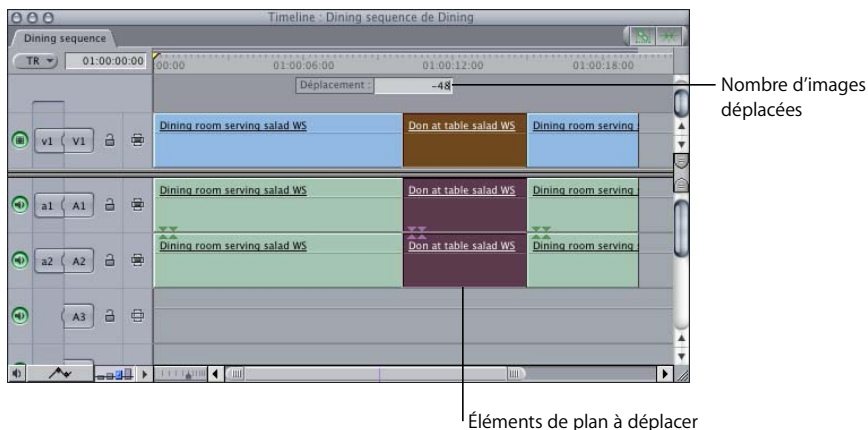 Timeline : Dining sequence de Dining
Dining sequence
TR 01:00:00:00 00:00 01:00:06:00 01:00:12:00 01:00:18:00
Déplacement : -48
Nombre d'images
déplacées
Dining room serving salad WS Don at table salad WS Dining room serving
v1 V1
Dining room serving salad WS Don at table salad WS Dining room serving
a1 A1
Dining room serving salad WS Don at table salad WS Dining room serving
a2 A2
A3
Éléments de plan à déplacer